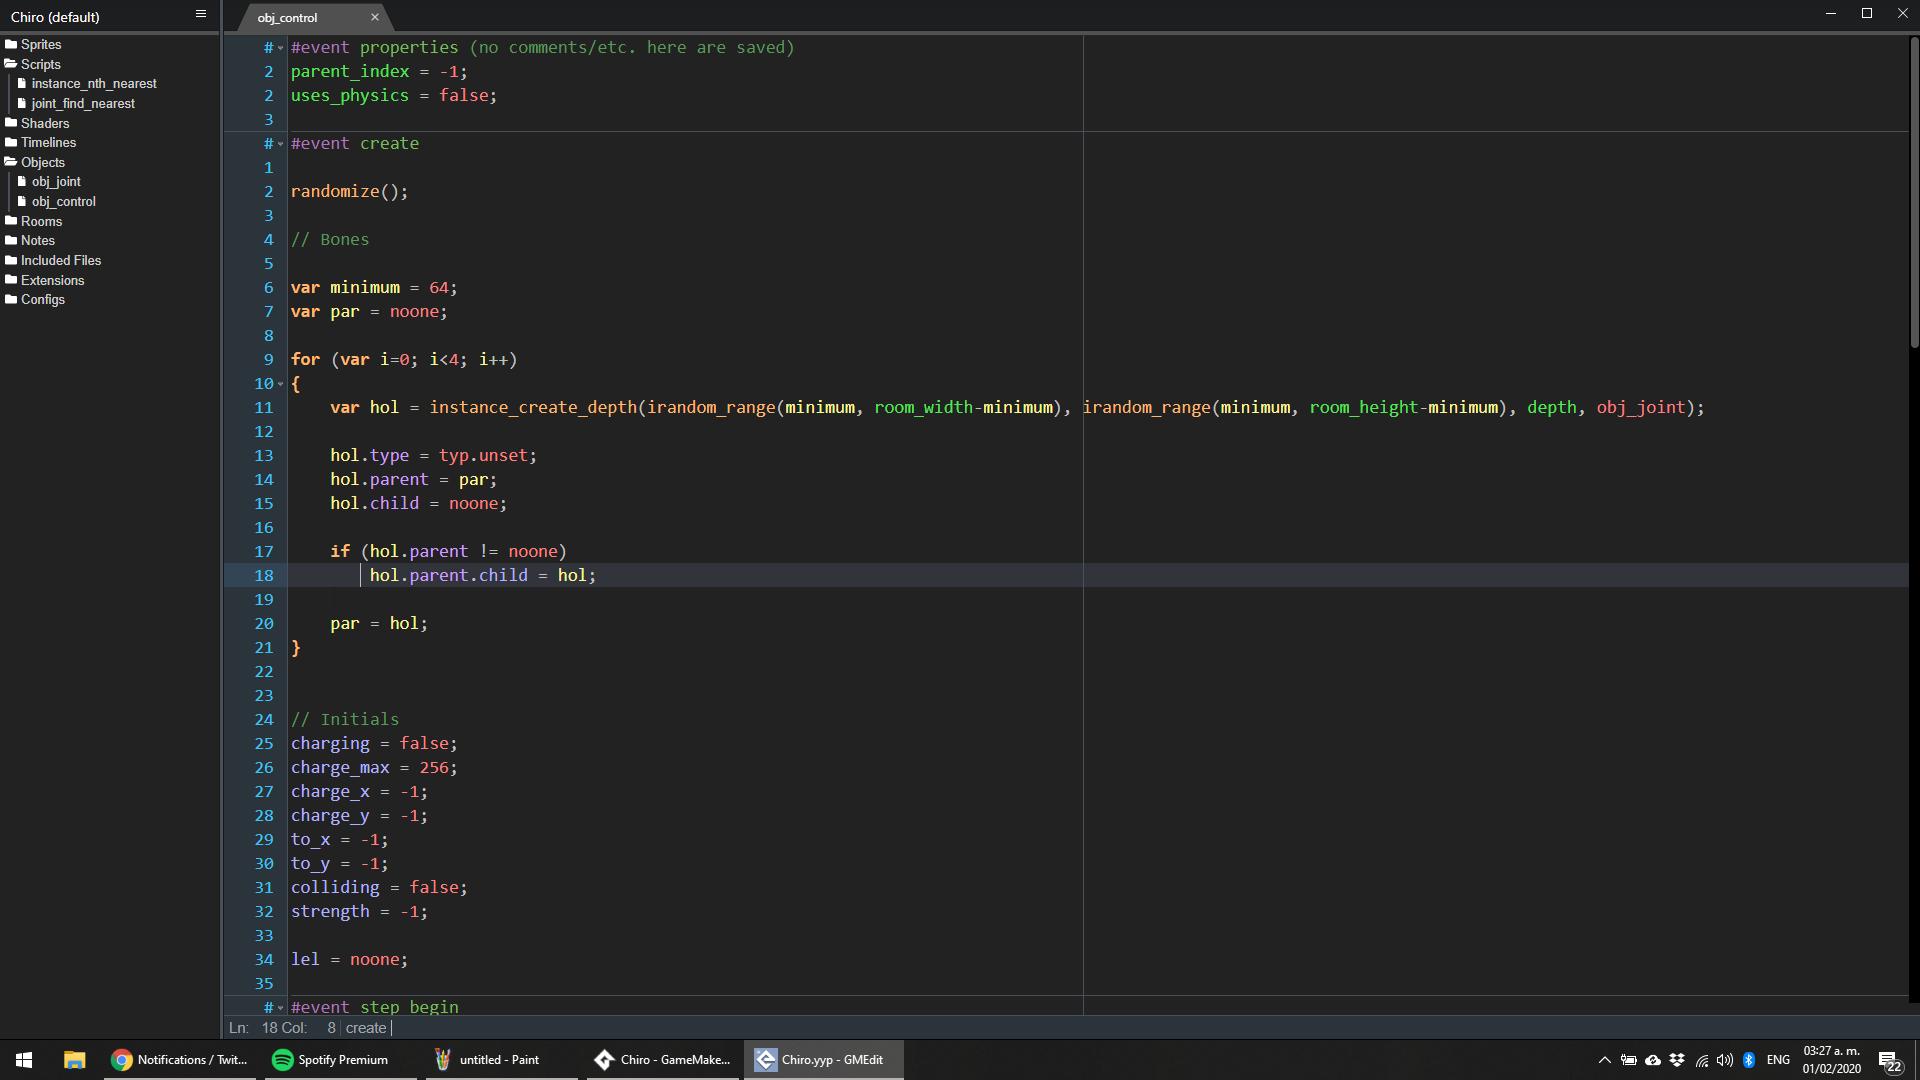 Chiro (default)
obj_control
Sprites
Scripts
instance_nth_nearest
joint_find_nearest
Shaders
Timelines
Objects
obj_joint
obj_control
Rooms
Notes
Included Files
Extensions
Configs
# #event properties (no comments/etc. here are saved)
2 parent_index = -1;
2 uses_physics = false;
3
# #event create
1
2 randomize();
3
4 // Bones
5
6 var minimum = 64;
7 var par = noone;
8
9 for (var i=0; i<4; i++)
10 {
11     var hol = instance_create_depth(irandom_range(minimum, room_width-minimum), irandom_range(minimum, room_height-minimum), depth, obj_joint);
12
13     hol.type = typ.unset;
14     hol.parent = par;
15     hol.child = noone;
16
17     if (hol.parent != noone)
18         hol.parent.child = hol;
19
20     par = hol;
21 }
22
23
24 // Initials
25 charging = false;
26 charge_max = 256;
27 charge_x = -1;
28 charge_y = -1;
29 to_x = -1;
30 to_y = -1;
31 colliding = false;
32 strength = -1;
33
34 lel = noone;
35
# #event step begin
Ln: 18 Col: 8 create
Notifications / Twit...
Spotify Premium
untitled - Paint
Chiro - GameMake...
Chiro.yyp - GMEdit
ENG
03:27 a. m.
01/02/2020
22